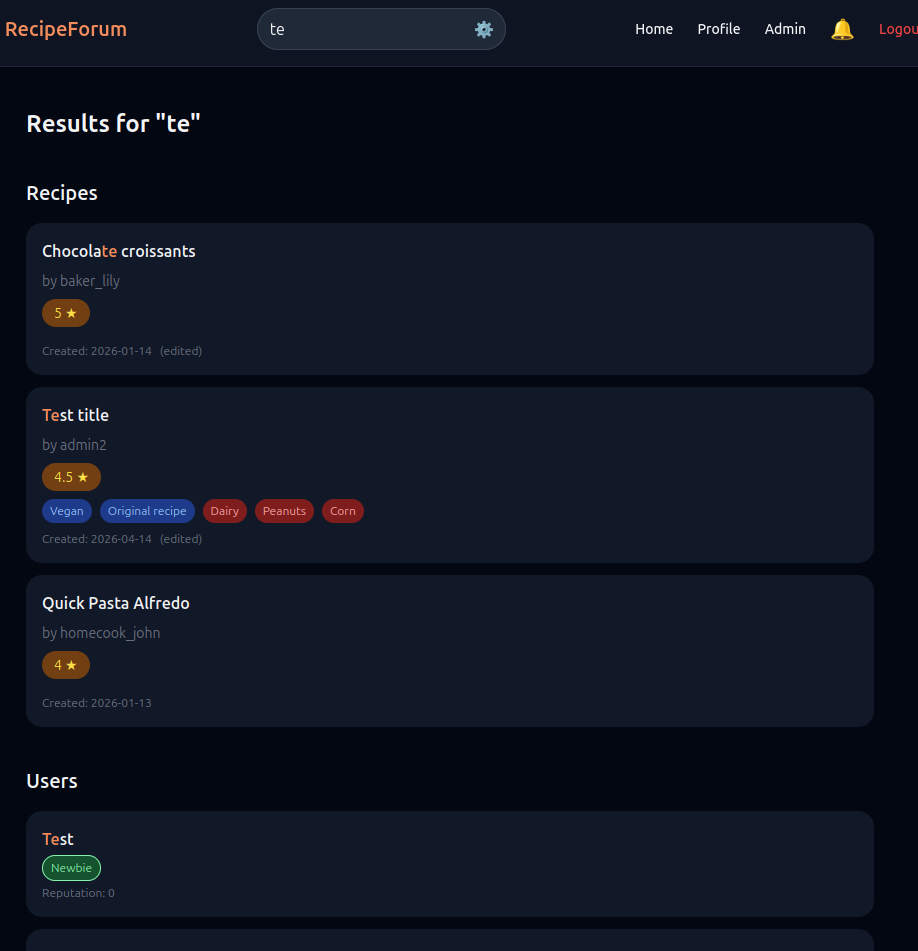 RecipeForum
te
Home Profile Admin
Results for "te"
Recipes
Chocolate croissants
by baker_lily
5 ★
Created: 2026-01-14 (edited)
Test title
by admin2
4.5 ★
Vegan Original recipe Dairy Peanuts Corn
Created: 2026-04-14 (edited)
Quick Pasta Alfredo
by homecook_john
4 ★
Created: 2026-01-13
Users
Test
Newbie
Reputation: 0